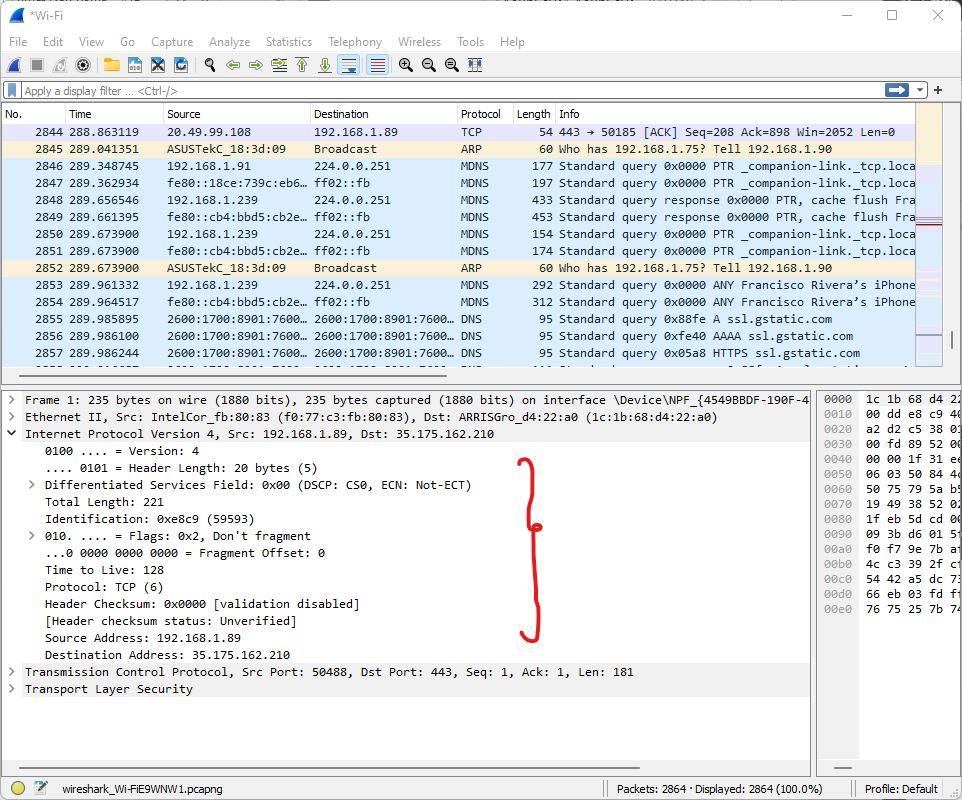 *Wi-Fi
File Edit View Go Capture Analyze Statistics Telephony Wireless Tools Help
Apply a display filter ... <Ctrl-/>
No. Time Source Destination Protocol Length Info
2844 288.863119 20.49.99.108 192.168.1.89 TCP 54 443 → 50185 [ACK] Seq=208 Ack=898 Win=2052 Len=0
2845 289.041351 ASUSTekC_18:3d:09 Broadcast ARP 60 Who has 192.168.1.75? Tell 192.168.1.90
2846 289.348745 192.168.1.91 224.0.0.251 MDNS 177 Standard query 0x0000 PTR _companion-link._tcp.loca
2847 289.362934 fe80::18ce:739c:eb6… ff02::fb MDNS 197 Standard query 0x0000 PTR _companion-link._tcp.loca
2848 289.656546 192.168.1.239 224.0.0.251 MDNS 433 Standard query response 0x0000 PTR, cache flush Fra
2849 289.661395 fe80::cb4:bbd5:cb2e… ff02::fb MDNS 453 Standard query response 0x0000 PTR, cache flush Fra
2850 289.673900 192.168.1.239 224.0.0.251 MDNS 154 Standard query 0x0000 PTR _companion-link._tcp.loca
2851 289.673900 fe80::cb4:bbd5:cb2e… ff02::fb MDNS 174 Standard query 0x0000 PTR _companion-link._tcp.loca
2852 289.673900 ASUSTekC_18:3d:09 Broadcast ARP 60 Who has 192.168.1.75? Tell 192.168.1.90
2853 289.961332 192.168.1.239 224.0.0.251 MDNS 292 Standard query 0x0000 ANY Francisco Rivera's iPhone
2854 289.964517 fe80::cb4:bbd5:cb2e… ff02::fb MDNS 312 Standard query 0x0000 ANY Francisco Rivera's iPhone
2855 289.985895 2600:1700:8901:7600… 2600:1700:8901:7600… DNS 95 Standard query 0x88fe A ssl.gstatic.com
2856 289.986100 2600:1700:8901:7600… 2600:1700:8901:7600… DNS 95 Standard query 0xfe40 AAAA ssl.gstatic.com
2857 289.986244 2600:1700:8901:7600… 2600:1700:8901:7600… DNS 95 Standard query 0x05a8 HTTPS ssl.gstatic.com
Frame 1: 235 bytes on wire (1880 bits), 235 bytes captured (1880 bits) on interface \Device\NPF_{4549BBDF-190F-4
Ethernet II, Src: IntelCor_fb:80:83 (f0:77:c3:fb:80:83), Dst: ARRISGro_d4:22:a0 (1c:1b:68:d4:22:a0)
Internet Protocol Version 4, Src: 192.168.1.89, Dst: 35.175.162.210
0100 .... = Version: 4
.... 0101 = Header Length: 20 bytes (5)
Differentiated Services Field: 0x00 (DSCP: CS0, ECN: Not-ECT)
Total Length: 221
Identification: 0xe8c9 (59593)
010. .... = Flags: 0x2, Don't fragment
...0 0000 0000 0000 = Fragment Offset: 0
Time to Live: 128
Protocol: TCP (6)
Header Checksum: 0x0000 [validation disabled]
[Header checksum status: Unverified]
Source Address: 192.168.1.89
Destination Address: 35.175.162.210
Transmission Control Protocol, Src Port: 50488, Dst Port: 443, Seq: 1, Ack: 1, Len: 181
Transport Layer Security
0000 1c 1b 68 d4 22
0010 00 dd e8 c9 40
0020 a2 d2 c5 38 01
0030 00 fd 89 52 00
0040 00 00 1f 31 ee
0050 06 03 50 84 4c
0060 50 75 79 5a b5
0070 19 49 38 52 02
0080 1f eb 5d cd 00
0090 09 3b d6 01 5f
00a0 f0 f7 9e 7b af
00b0 4c c3 39 2f cf
00c0 54 42 a5 dc 73
00d0 66 eb 03 fd ff
00e0 76 75 25 7b 74
wireshark_Wi-FiE9WNW1.pcapng Packets: 2864 · Displayed: 2864 (100.0%) Profile: Default